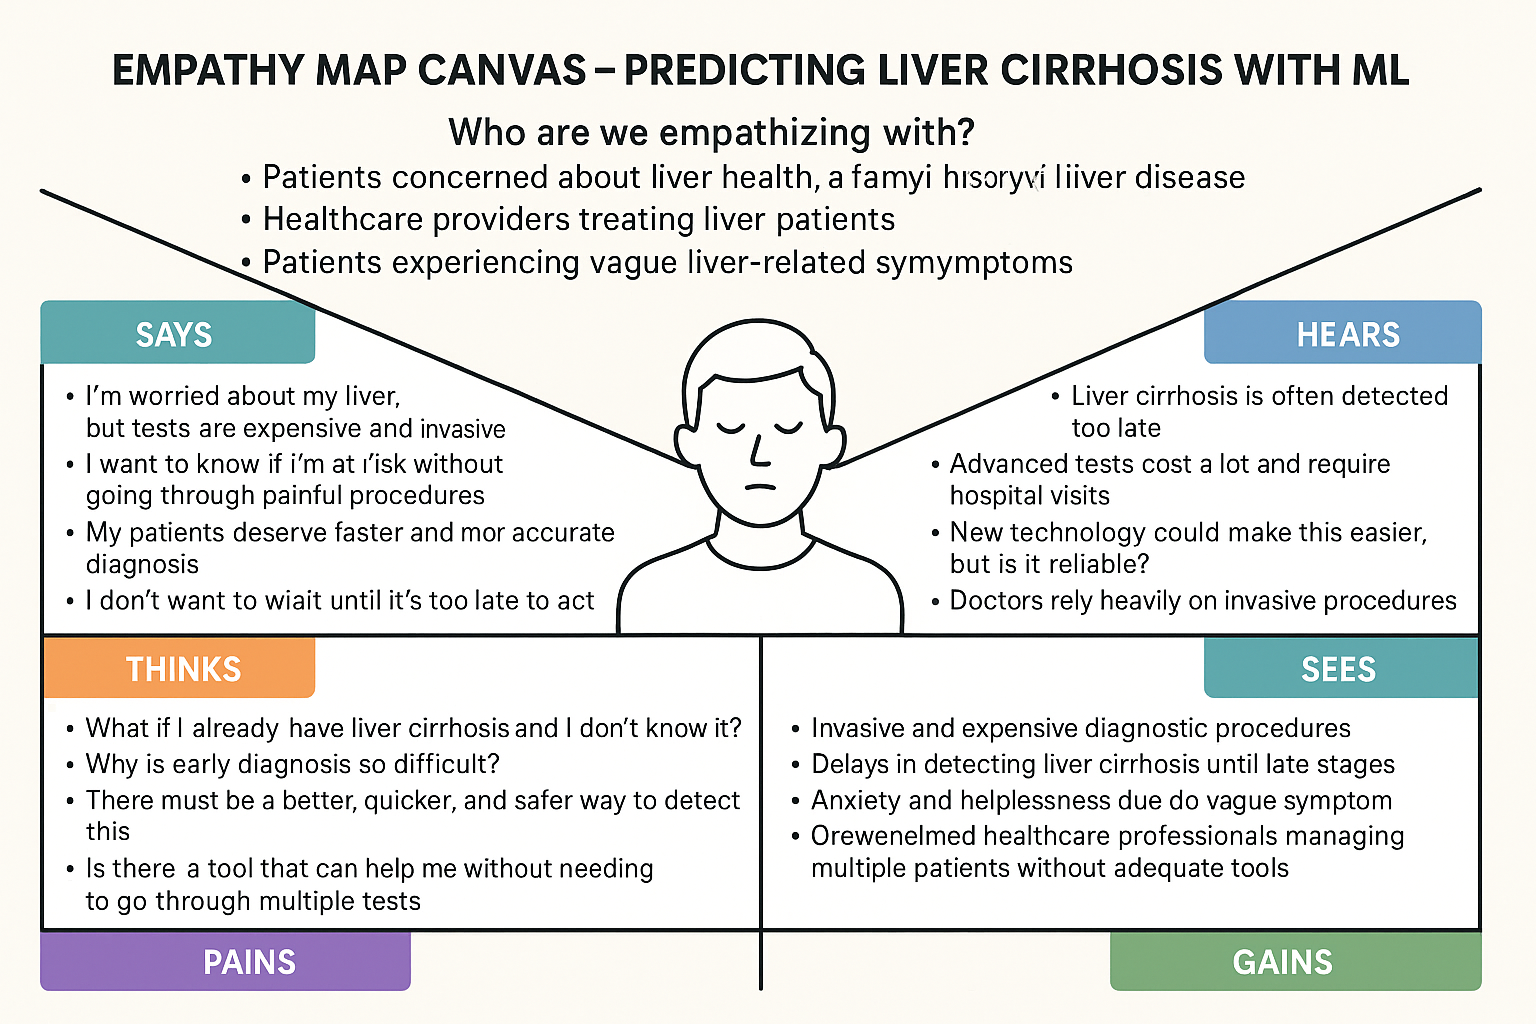 EMPATHY MAP CANVAS – PREDICTING LIVER CIRRHOSIS WITH ML
Who are we empathizing with?
• Patients concerned about liver health, a famyi liiver disease
• Healthcare providers treating liver patients
• Patients experiencing vague liver-related symymptoms
SAYS
• I'm worried about my liver,
but tests are expensive and invasive
• I want to know if i'm at r'isk without
going through painful procedures
• My patients deserve faster and mor accurate
diagnosis
• I don't want to wiait until it's too late to act
HEARS
• Liver cirrhosis is often detected
too late
• Advanced tests cost a lot and require
hospital visits
• New technology could make this easier,
but is it reliable?
• Doctors rely heavily on invasive procedures
THINKS
• What if I already have liver cirrhosis and I don't know it?
• Why is early diagnosis so difficult?
• There must be a better, quicker, and safer way to detect
this
• Is there a tool that can help me without needing
to go through multiple tests
SEES
• Invasive and expensive diagnostic procedures
• Delays in detecting liver cirrhosis until late stages
• Anxiety and helplessness due do vague symptom
• Orewenelmed healthcare professionals managing
multiple patients without adequate tools
PAINS
GAINS